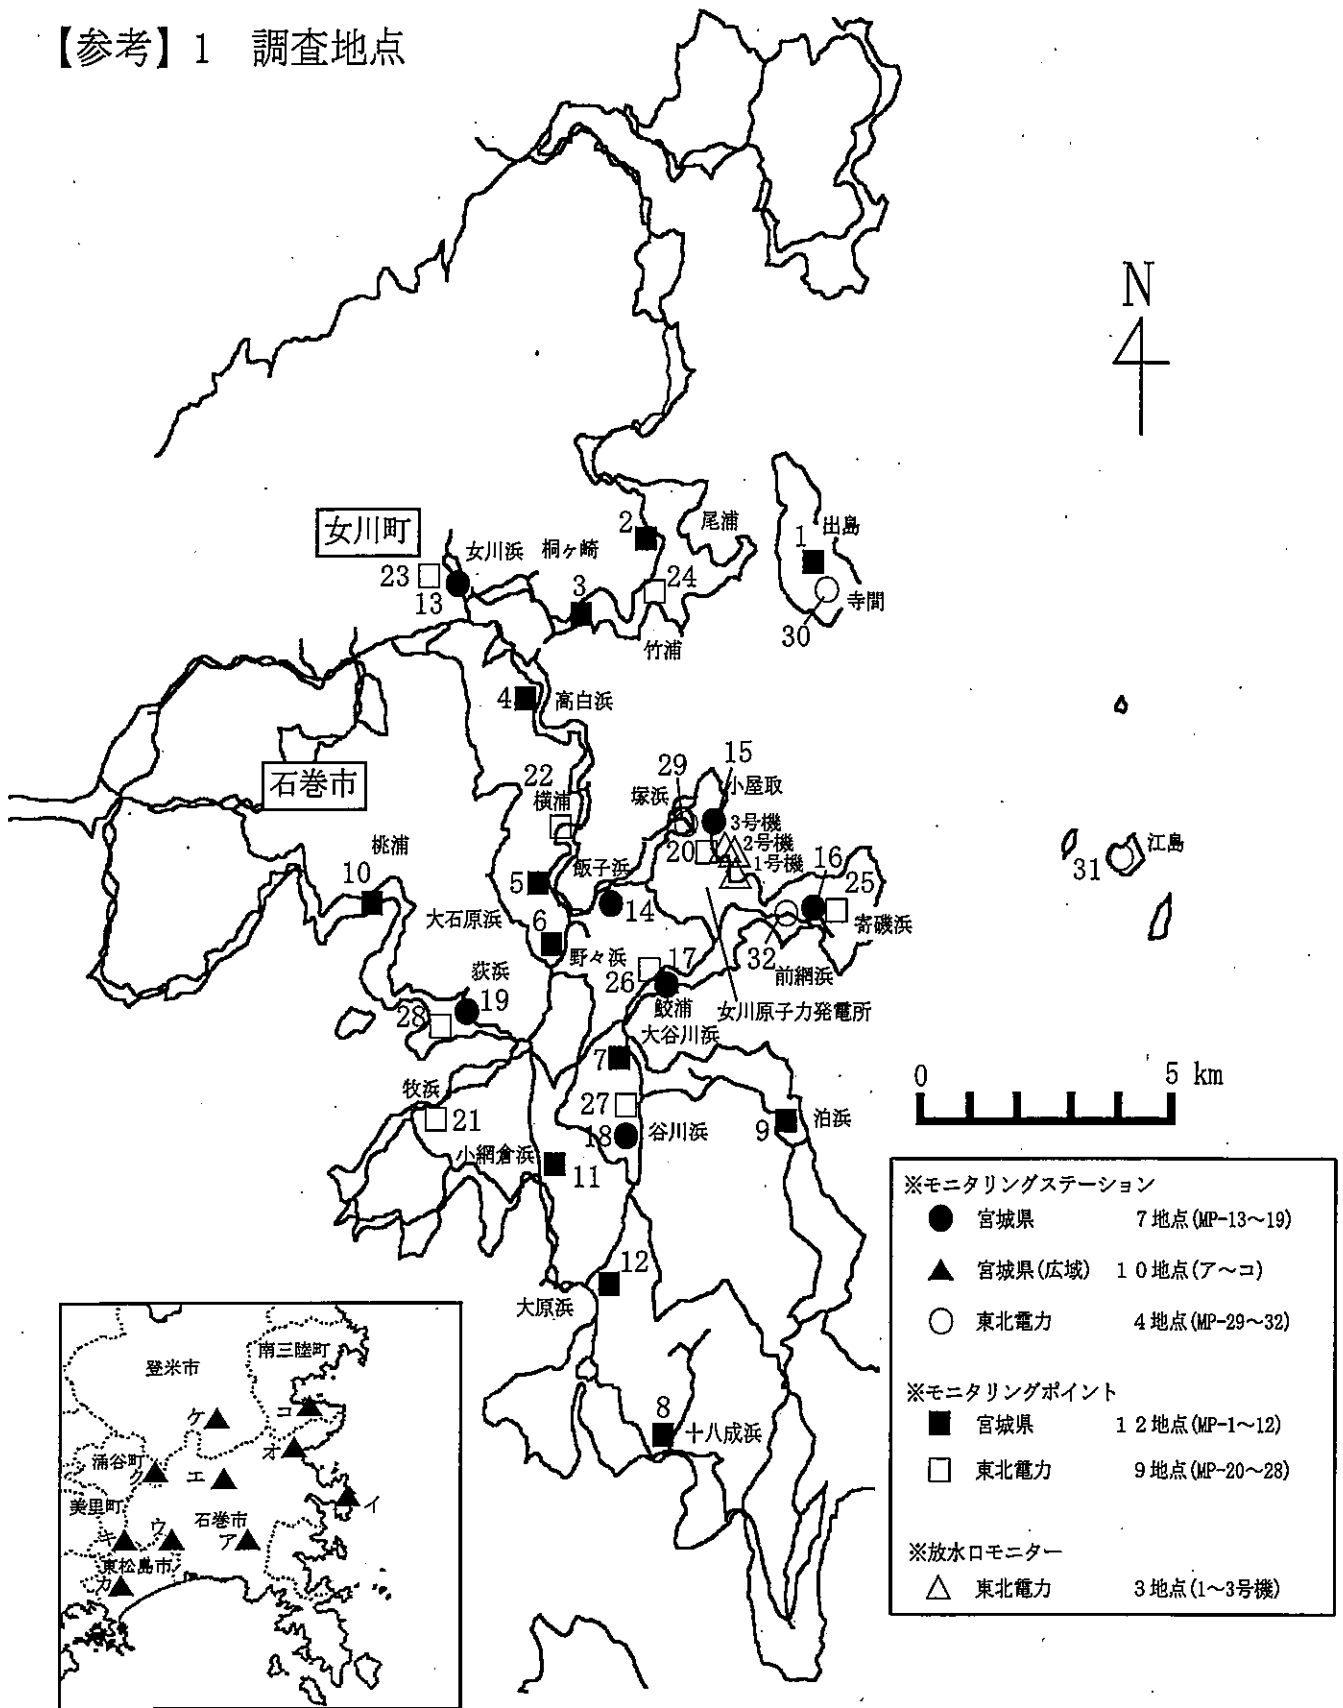 【参考】1 調査地点
N
女川町
2
尾浦
1
出島
女川浜
桐ヶ崎
23
13
3
24
寺間
30
竹浦
4
高白浜
石巻市
22
横浦
29
塚浜
15
小屋取
3号機
2号機
1号機
20
16
25
31
江島
桃浦
10
飯子浜
5
14
大石原浜
6
野々浜
寄磯浜
32
前網浜
17
26
鮫浦
女川原子力発電所
荻浜
19
28
大谷川浜
7
0 5 km
牧浜
21
27
18
谷川浜
9
泊浜
小網倉浜
11
12
大原浜
8
十八成浜
※モニタリングステーション
● 宮城県 7地点(MP-13～19)
▲ 宮城県(広域) 10地点(ア～コ)
○ 東北電力 4地点(MP-29～32)
※モニタリングポイント
■ 宮城県 12地点(MP-1～12)
□ 東北電力 9地点(MP-20～28)
※放水口モニター
△ 東北電力 3地点(1～3号機)
南三陸町
登米市
ケ
コ
オ
涌谷町
ク
エ
イ
美里町
石巻市
キ
ウ
ア
東松島市
カ